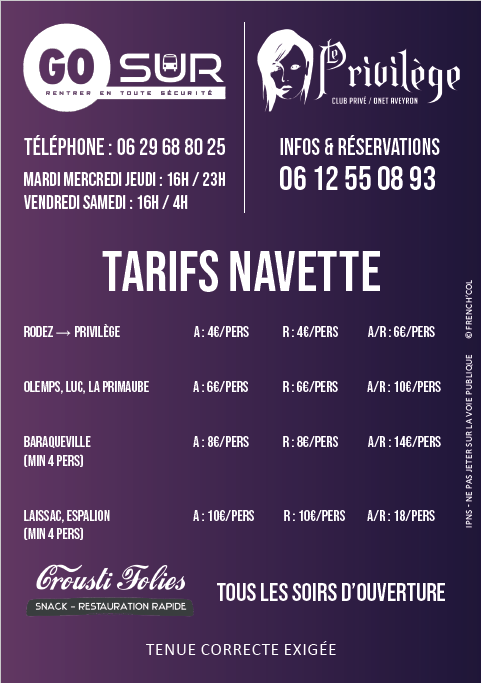 GO SUR
RENTRER EN TOUTE SÉCURITÉ
Le Privilège
CLUB PRIVÉ / ONET AVEYRON
TÉLÉPHONE : 06 29 68 80 25
MARDI MERCREDI JEUDI : 16H / 23H
VENDREDI SAMEDI : 16H / 4H
INFOS & RÉSERVATIONS
06 12 55 08 93
TARIFS NAVETTE
RODEZ → PRIVILÈGE A : 4€/PERS R : 4€/PERS A/R : 6€/PERS
OLEMPS, LUC, LA PRIMAUBE A : 6€/PERS R : 6€/PERS A/R : 10€/PERS
BARAQUEVILLE A : 8€/PERS R : 8€/PERS A/R : 14€/PERS
(MIN 4 PERS)
LAISSAC, ESPALION A : 10€/PERS R : 10€/PERS A/R : 18/PERS
(MIN 4 PERS)
Crousti Folies
SNACK - RESTAURATION RAPIDE
TOUS LES SOIRS D'OUVERTURE
TENUE CORRECTE EXIGÉE
IPNS - NE PAS JETER SUR LA VOIE PUBLIQUE © FRENCH'COL